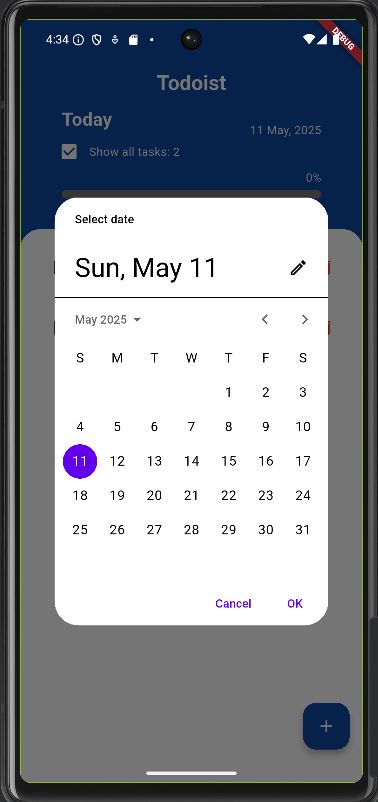 4:34
DEBUG
Todoist
Today
11 May, 2025
Show all tasks: 2
0%
Select date
Sun, May 11
May 2025
S M T W T F S
1 2 3
4 5 6 7 8 9 10
11 12 13 14 15 16 17
18 19 20 21 22 23 24
25 26 27 28 29 30 31
Cancel OK
+